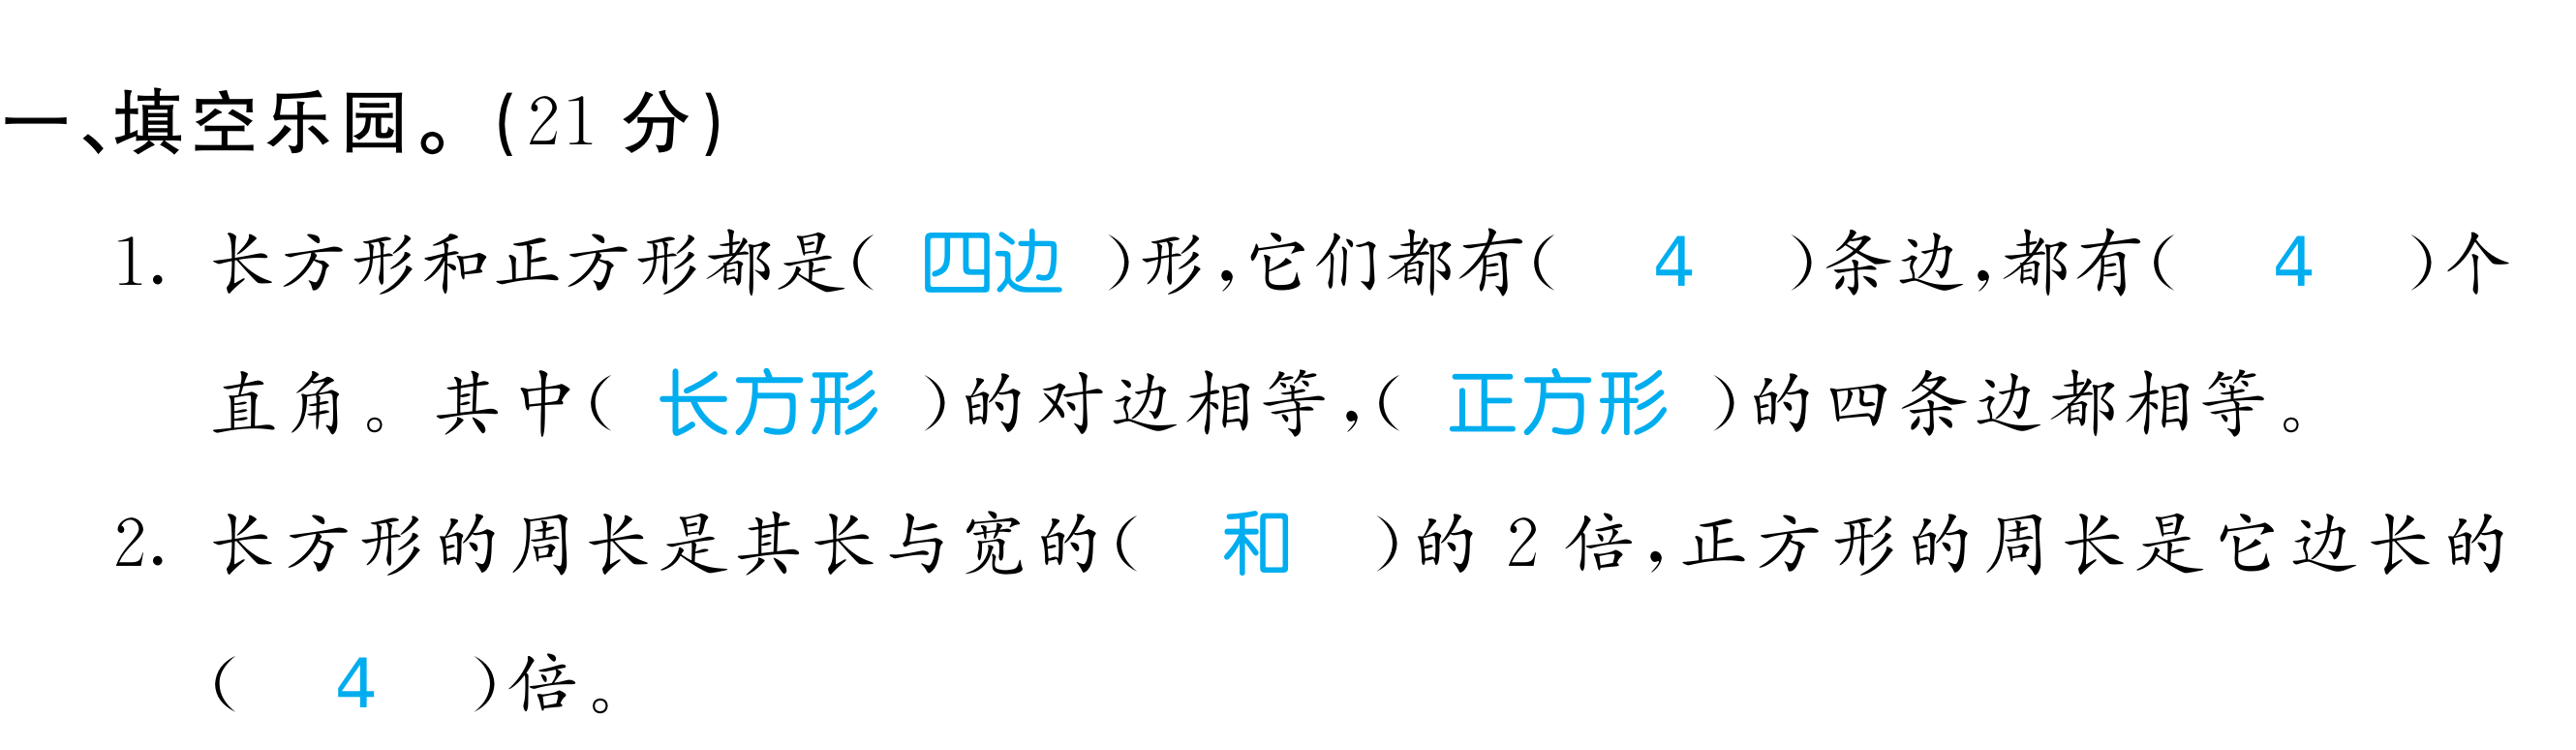 一、填空乐园。(21 分)
1. 长方形和正方形都是( 四边 )形,它们都有( 4 )条边,都有( 4 )个
直角。其中( 长方形 )的对边相等,( 正方形 )的四条边都相等。
2. 长方形的周长是其长与宽的( 和 )的 2 倍,正方形的周长是它边长的
( 4 )倍。